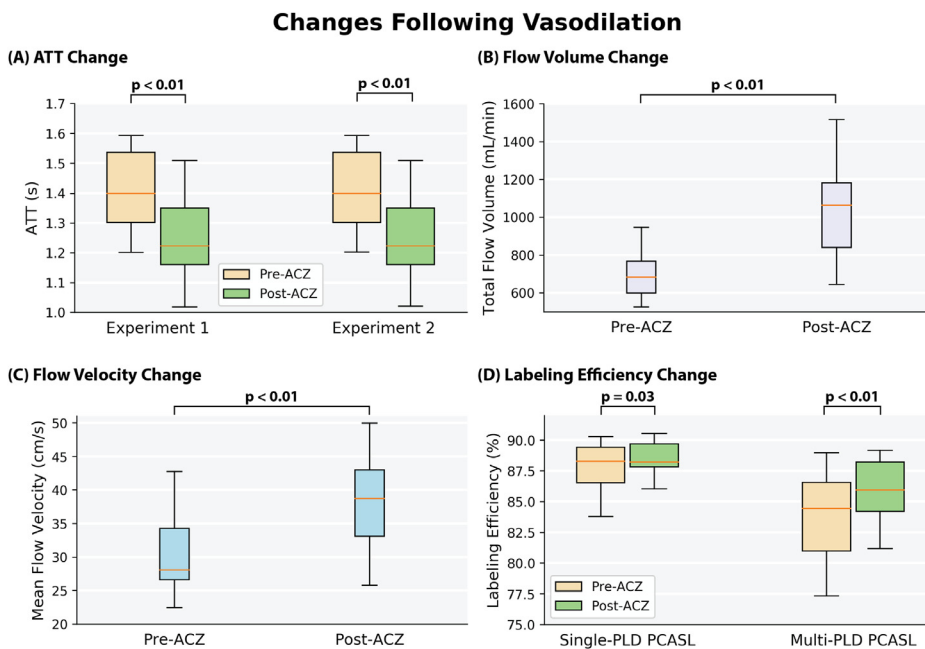 Changes Following Vasodilation
(A) ATT Change
p < 0.01
p < 0.01
1.7
1.6
1.5
1.4
1.3
1.2
1.1
1.0
ATT (s)
Pre-ACZ
Post-ACZ
Experiment 1
Experiment 2
(B) Flow Volume Change
p < 0.01
1600
1400
1200
1000
800
600
Total Flow Volume (mL/min)
Pre-ACZ
Post-ACZ
(C) Flow Velocity Change
p < 0.01
50
45
40
35
30
25
20
Mean Flow Velocity (cm/s)
Pre-ACZ
Post-ACZ
(D) Labeling Efficiency Change
p = 0.03
p < 0.01
90.0
87.5
85.0
82.5
80.0
77.5
75.0
Labeling Efficiency (%)
Pre-ACZ
Post-ACZ
Single-PLD PCASL
Multi-PLD PCASL